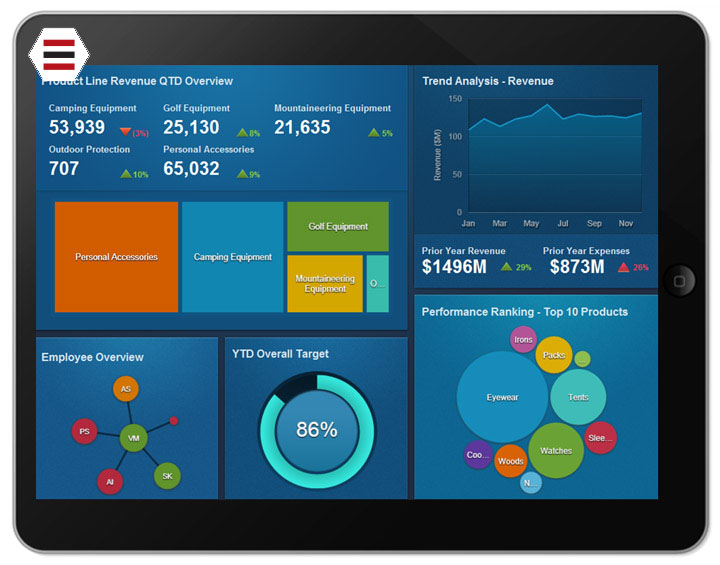 Product Line Revenue QTD Overview
Camping Equipment
53,939
(3%)
Golf Equipment
25,130
8%
Mountaineering Equipment
21,635
5%
Outdoor Protection
707
10%
Personal Accessories
65,032
9%
Personal Accessories
Camping Equipment
Golf Equipment
Mountaineering
Equipment
O...
Trend Analysis - Revenue
Revenue ($M)
150
100
50
0
Jan Mar May Jul Sep Nov
Prior Year Revenue
$1496M
29%
Prior Year Expenses
$873M
26%
Employee Overview
AS
PS
VM
AI
SK
YTD Overall Target
86%
Performance Ranking - Top 10 Products
Irons
Packs
...
Eyewear
Tents
Slee...
Watches
Coo...
Woods
N...